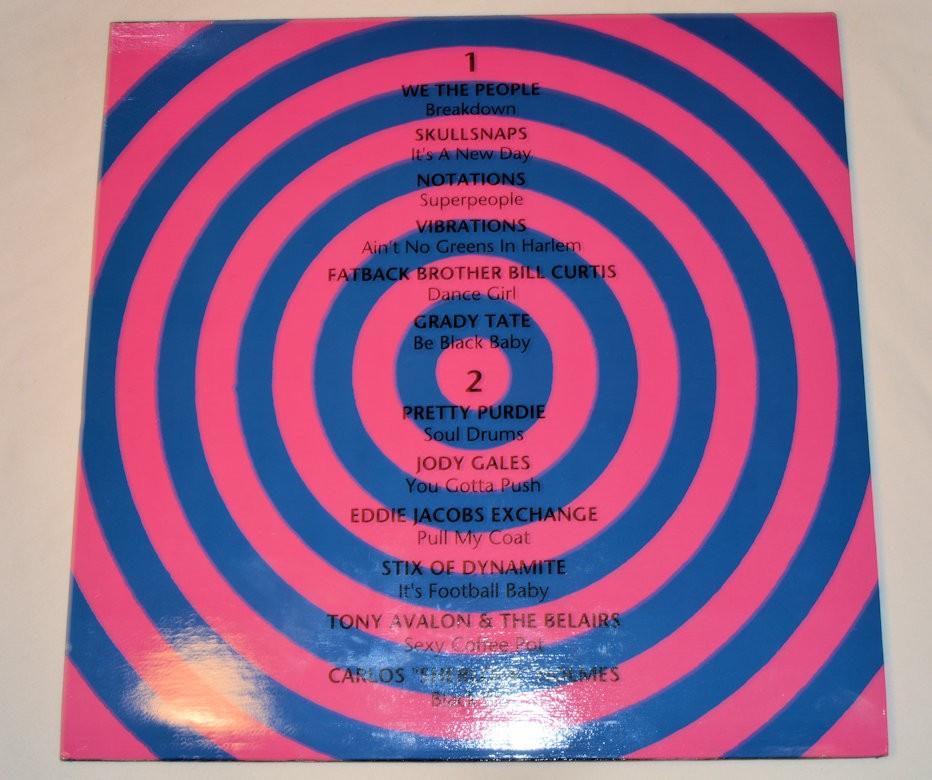 1
WE THE PEOPLE
Breakdown
SKULLSNAPS
It's A New Day
NOTATIONS
Superpeople
VIBRATIONS
Ain't No Greens In Harlem
FATBACK BROTHER BILL CURTIS
Dance Girl
GRADY TATE
Be Black Baby
2
PRETTY PURDIE
Soul Drums
JODY GALES
You Gotta Push
EDDIE JACOBS EXCHANGE
Pull My Coat
STIX OF DYNAMITE
It's Football Baby
TONY AVALON & THE BELAIRS
Sexy Coffee Pot
CARLOS HOLMES